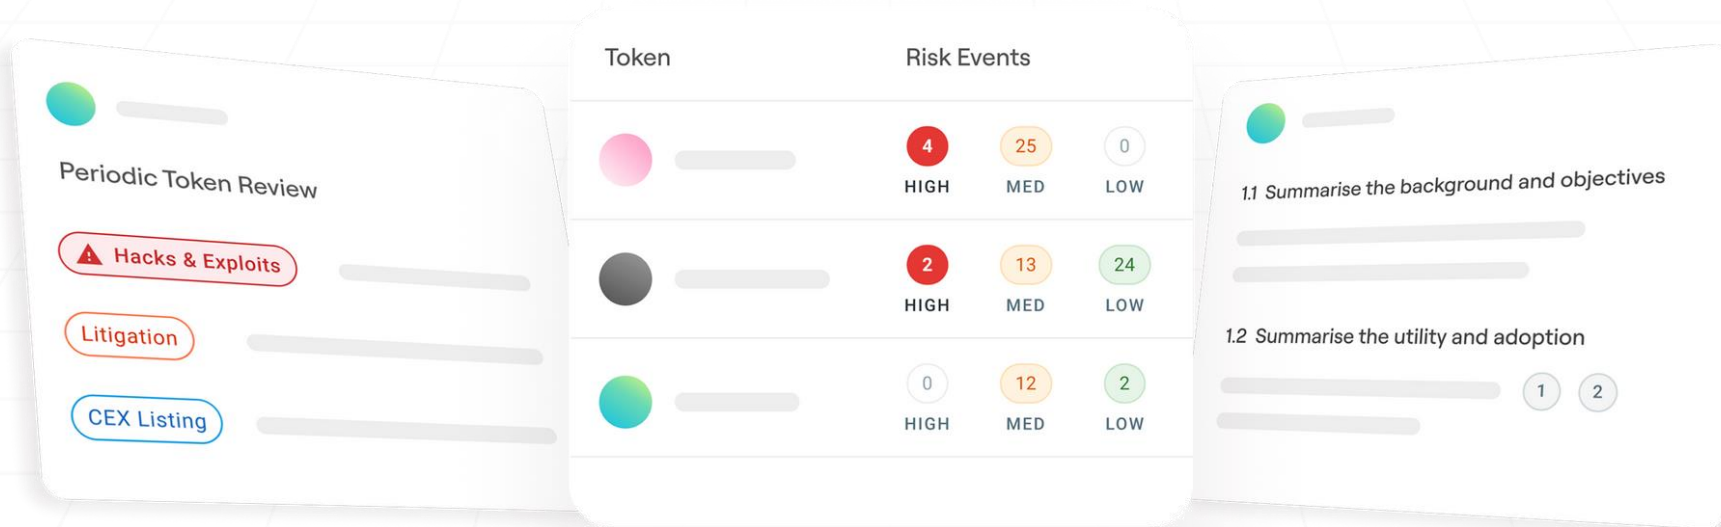 Periodic Token Review
Hacks & Exploits
Litigation
CEX Listing
Token Risk Events
4 25 0
HIGH MED LOW
2 13 24
HIGH MED LOW
0 12 2
HIGH MED LOW
1.1 Summarise the background and objectives
1.2 Summarise the utility and adoption
1 2